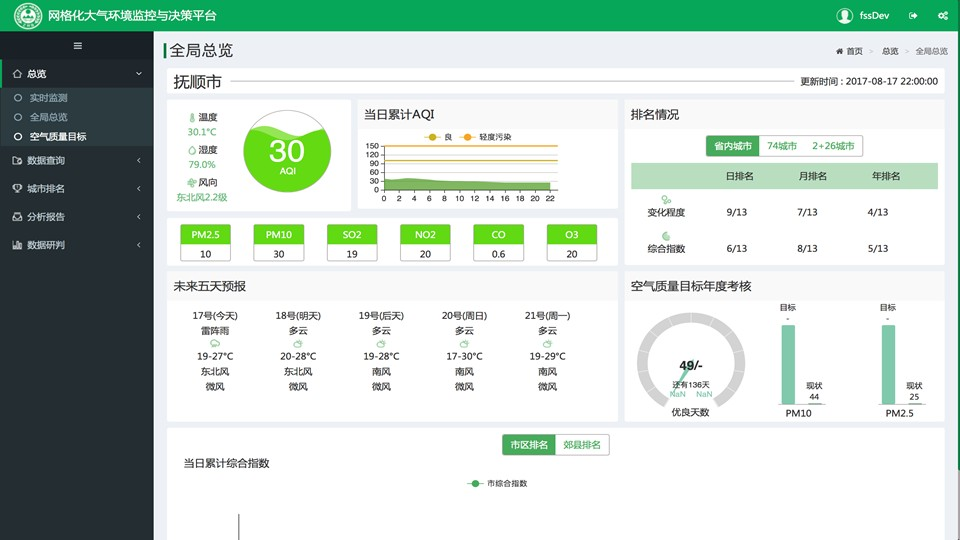 网格化大气环境监控与决策平台
fssDev
总览
实时监测
全局总览
空气质量目标
数据查询
城市排名
分析报告
数据研判
全局总览
首页 > 总览 > 全局总览
抚顺市
更新时间 : 2017-08-17 22:00:00
温度
30.1°C
湿度
79.0%
风向
东北风2.2级
30
AQI
当日累计AQI
良 轻度污染
150
120
90
60
30
0
0 2 4 6 8 10 12 14 16 18 20 22
PM2.5 PM10 SO2 NO2 CO O3
10 30 19 20 0.6 20
排名情况
省内城市 74城市 2+26城市
日排名 月排名 年排名
变化程度 9/13 7/13 4/13
综合指数 6/13 8/13 5/13
未来五天预报
17号(今天) 18号(明天) 19号(后天) 20号(周日) 21号(周一)
雷阵雨 多云 多云 多云 多云
19-27°C 20-28°C 19-28°C 17-30°C 19-29°C
东北风 东北风 南风 南风 南风
微风 微风 微风 微风 微风
空气质量目标年度考核
49/-
还有136天
NaN NaN
优良天数
目标
-
现状
44
PM10
目标
-
现状
25
PM2.5
市区排名 郊县排名
当日累计综合指数
市综合指数